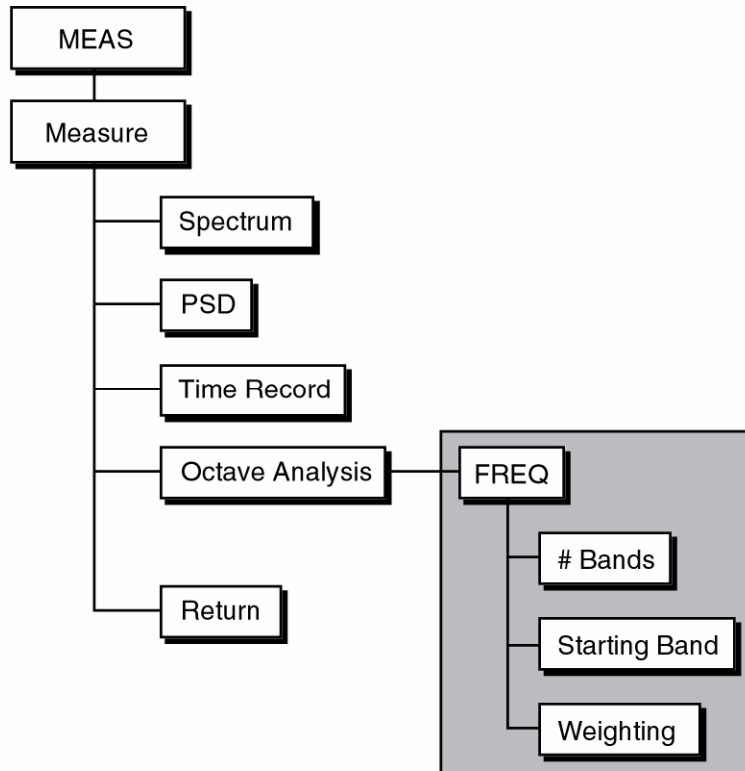 MEAS
Measure
Spectrum
PSD
Time Record
Octave Analysis
FREQ
# Bands
Return
Starting Band
Weighting